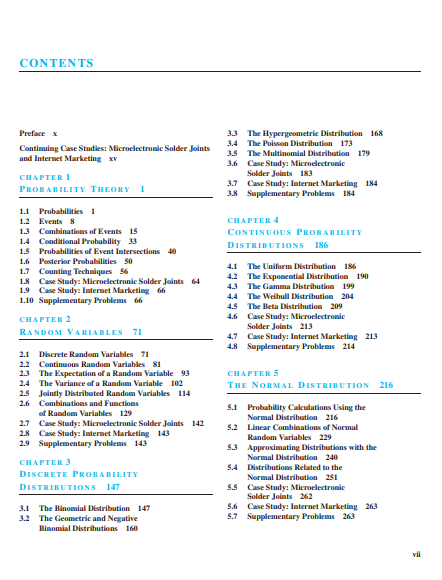 CONTENTS
Preface x
Continuing Case Studies: Microelectronic Solder Joints
and Internet Marketing xv
CHAPTER 1
PROBABILITY THEORY 1
1.1 Probabilities 1
1.2 Events 8
1.3 Combinations of Events 15
1.4 Conditional Probability 33
1.5 Probabilities of Event Intersections 40
1.6 Posterior Probabilities 50
1.7 Counting Techniques 56
1.8 Case Study: Microelectronic Solder Joints 64
1.9 Case Study: Internet Marketing 66
1.10 Supplementary Problems 66
CHAPTER 2
RANDOM VARIABLES 71
2.1 Discrete Random Variables 71
2.2 Continuous Random Variables 81
2.3 The Expectation of a Random Variable 93
2.4 The Variance of a Random Variable 102
2.5 Jointly Distributed Random Variables 114
2.6 Combinations and Functions
of Random Variables 129
2.7 Case Study: Microelectronic Solder Joints 142
2.8 Case Study: Internet Marketing 143
2.9 Supplementary Problems 143
CHAPTER 3
DISCRETE PROBABILITY
DISTRIBUTIONS 147
3.1 The Binomial Distribution 147
3.2 The Geometric and Negative
Binomial Distributions 160
3.3 The Hypergeometric Distribution 168
3.4 The Poisson Distribution 173
3.5 The Multinomial Distribution 179
3.6 Case Study: Microelectronic
Solder Joints 183
3.7 Case Study: Internet Marketing 184
3.8 Supplementary Problems 184
CHAPTER 4
CONTINUOUS PROBABILITY
DISTRIBUTIONS 186
4.1 The Uniform Distribution 186
4.2 The Exponential Distribution 190
4.3 The Gamma Distribution 199
4.4 The Weibull Distribution 204
4.5 The Beta Distribution 209
4.6 Case Study: Microelectronic
Solder Joints 213
4.7 Case Study: Internet Marketing 213
4.8 Supplementary Problems 214
CHAPTER 5
THE NORMAL DISTRIBUTION 216
5.1 Probability Calculations Using the
Normal Distribution 216
5.2 Linear Combinations of Normal
Random Variables 229
5.3 Approximating Distributions with the
Normal Distribution 240
5.4 Distributions Related to the
Normal Distribution 251
5.5 Case Study: Microelectronic
Solder Joints 262
5.6 Case Study: Internet Marketing 263
5.7 Supplementary Problems 263
vii